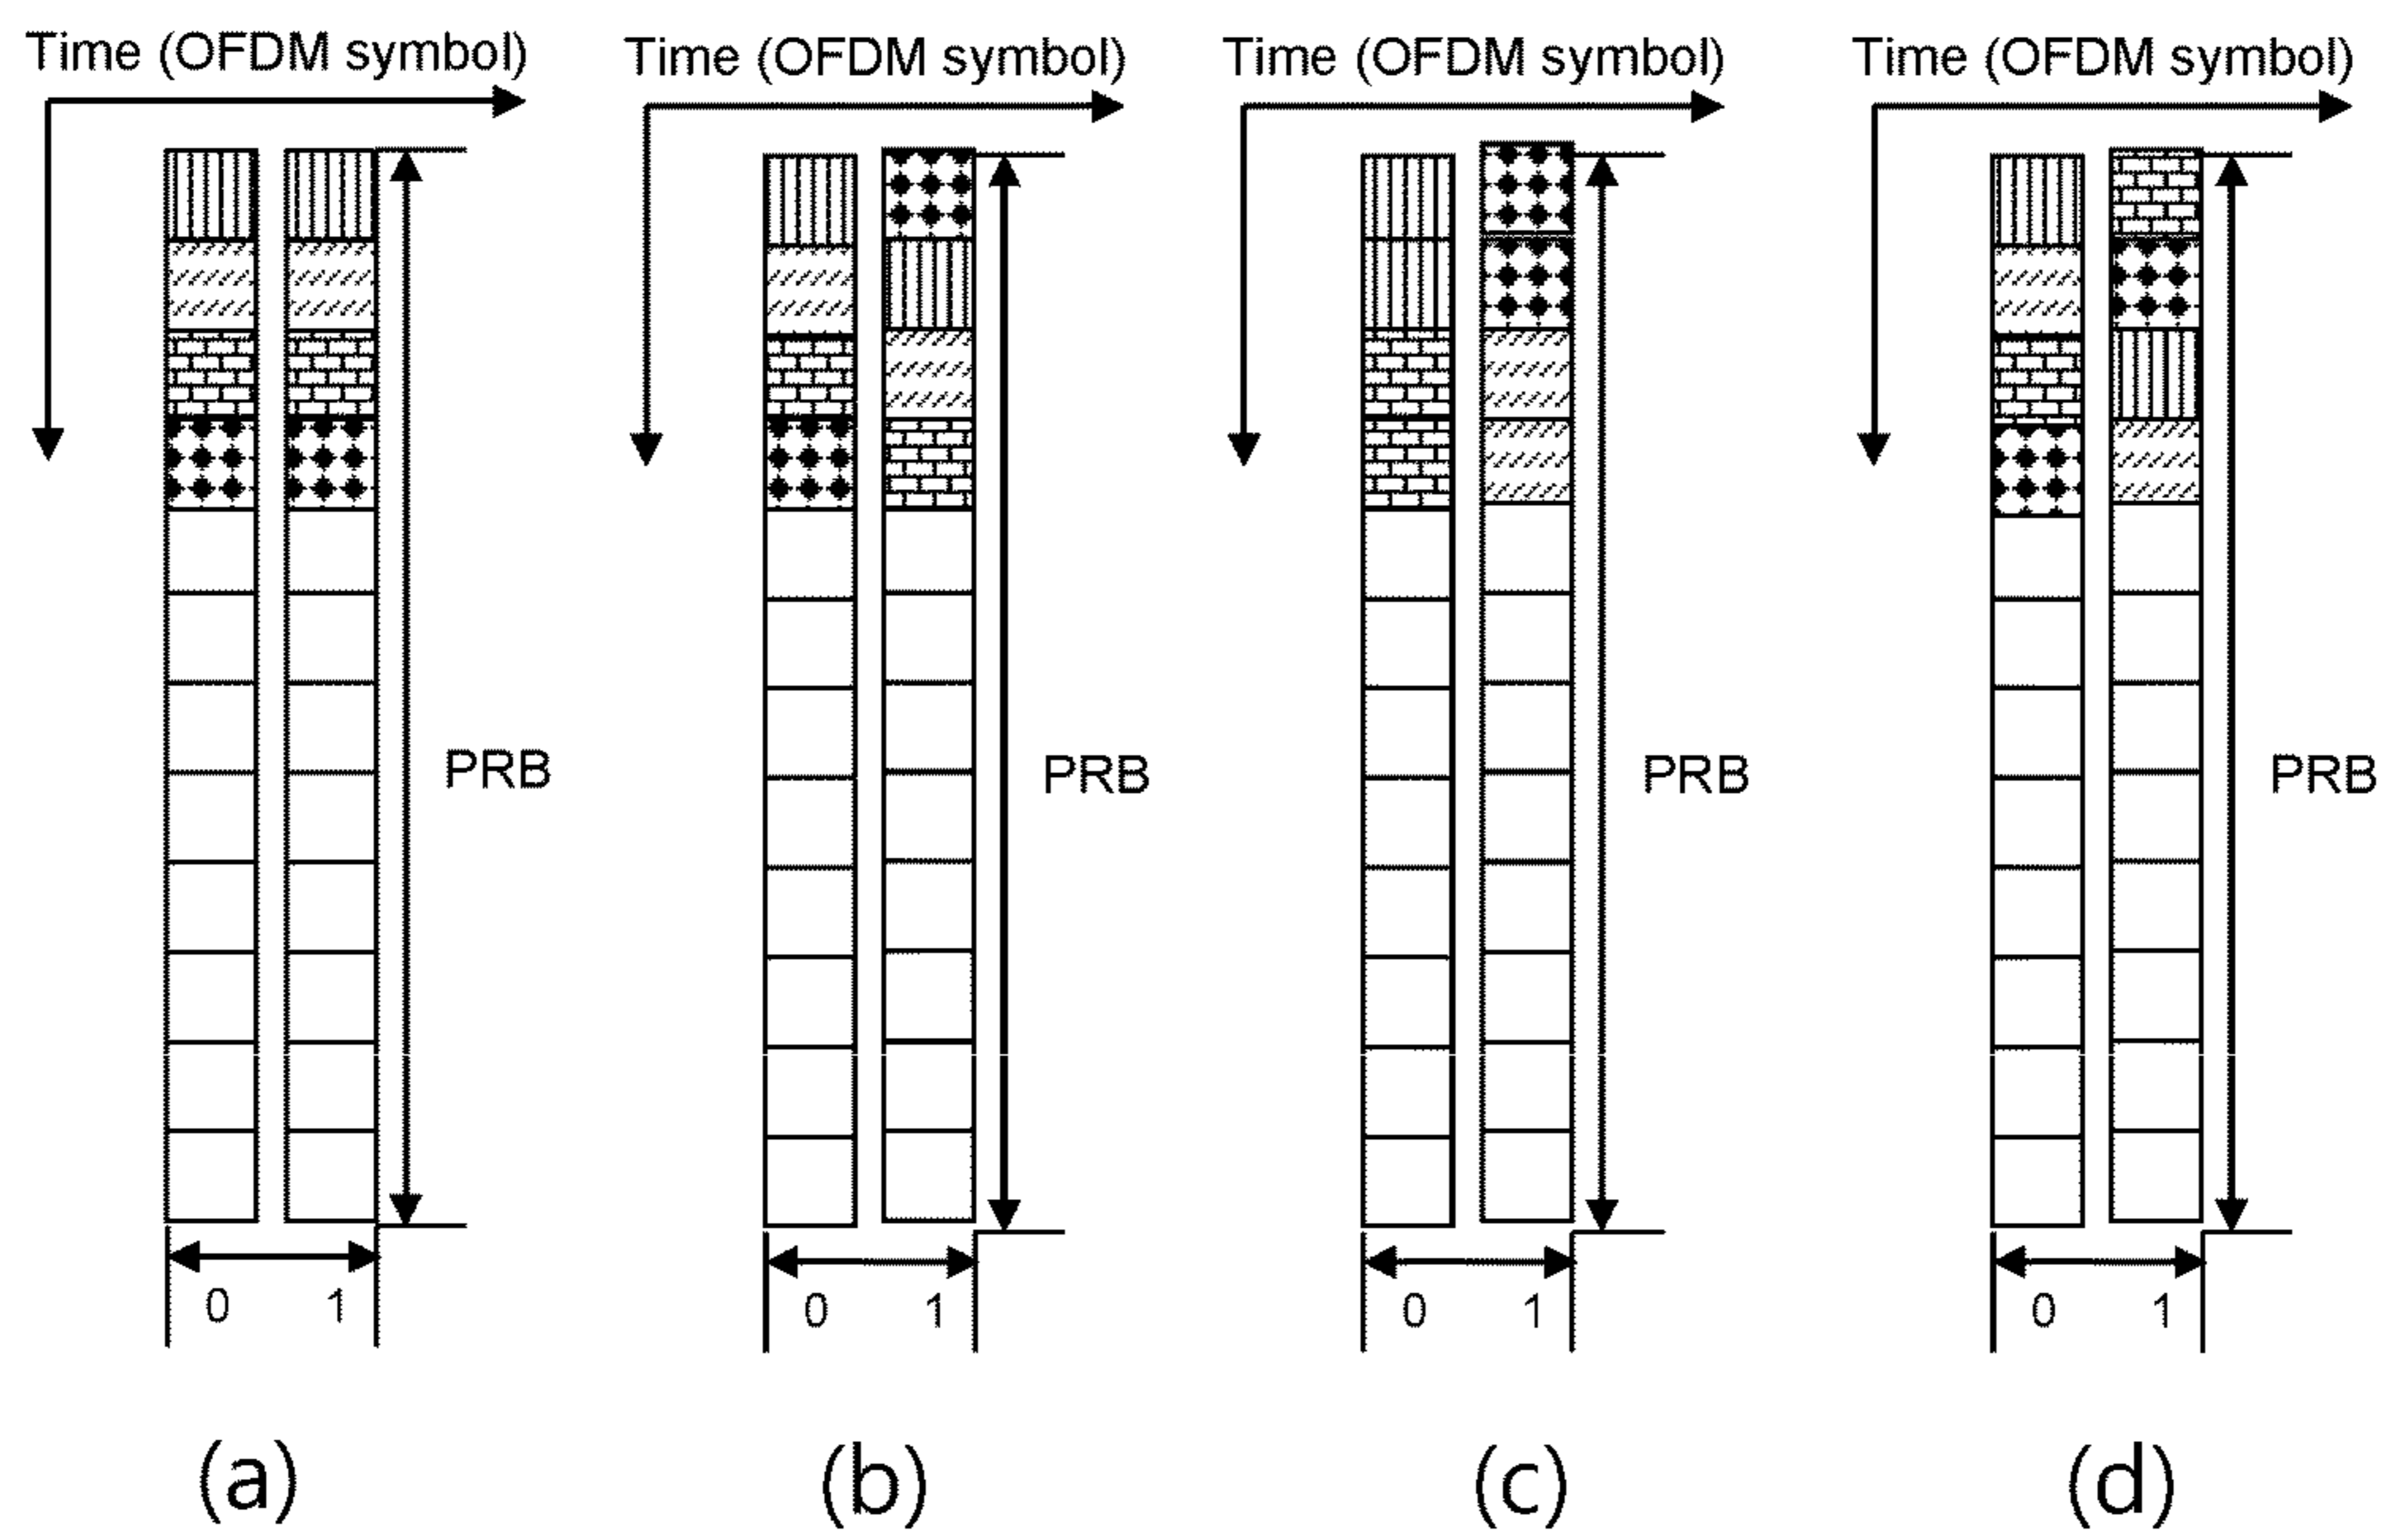 Time (OFDM symbol)
Time (OFDM symbol)
Time (OFDM symbol)
Time (OFDM symbol)
PRB
PRB
PRB
PRB
0 1
0 1
0 1
0 1
(a)
(b)
(c)
(d)